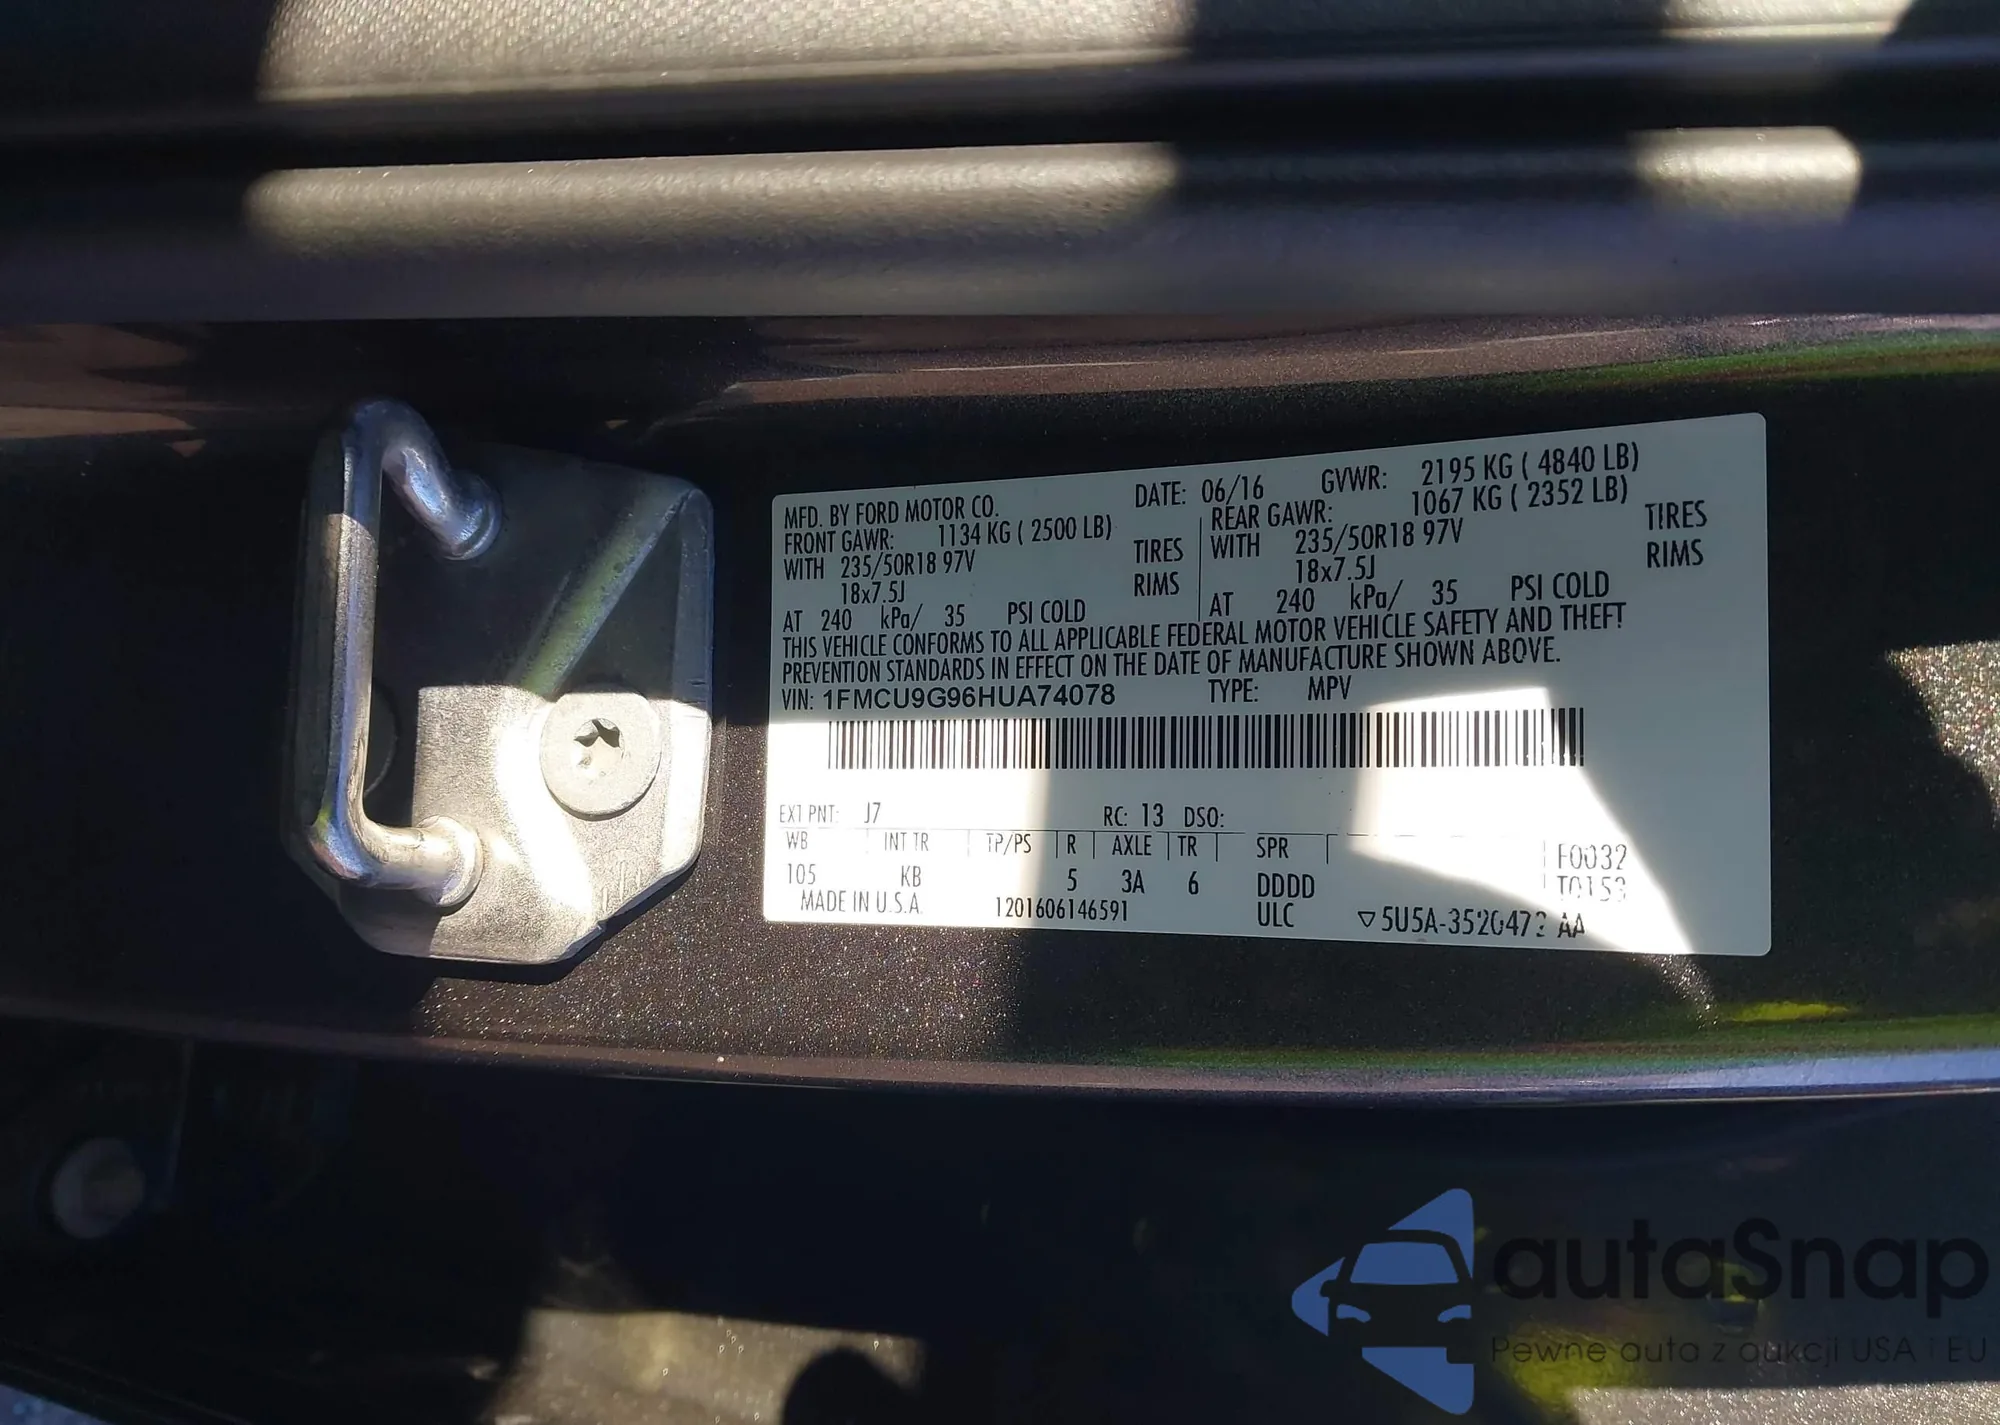 MFD. BY FORD MOTOR CO. DATE: 06/16 GVWR: 2195 KG ( 4840 LB)
FRONT GAWR: 1134 KG ( 2500 LB) REAR GAWR: 1067 KG ( 2352 LB)
WITH 235/50R18 97V TIRES WITH 235/50R18 97V TIRES
18x7.5J RIMS 18x7.5J RIMS
AT 240 kPa/ 35 PSI COLD AT 240 kPa/ 35 PSI COLD
THIS VEHICLE CONFORMS TO ALL APPLICABLE FEDERAL MOTOR VEHICLE SAFETY AND THEFT
PREVENTION STANDARDS IN EFFECT ON THE DATE OF MANUFACTURE SHOWN ABOVE.
VIN: 1FMCU9G96HUA74078 TYPE: MPV
EXT PNT: J7 RC: 13 DSO:
WB INT TR TP/PS R AXLE TR SPR F0032
105 KB 5 3A 6 DDDD T0153
MADE IN U.S.A. 1201606146591 ULC ▽5U5A-3520472 AA
autaSnap
Pewne auta z aukcji USA i EU